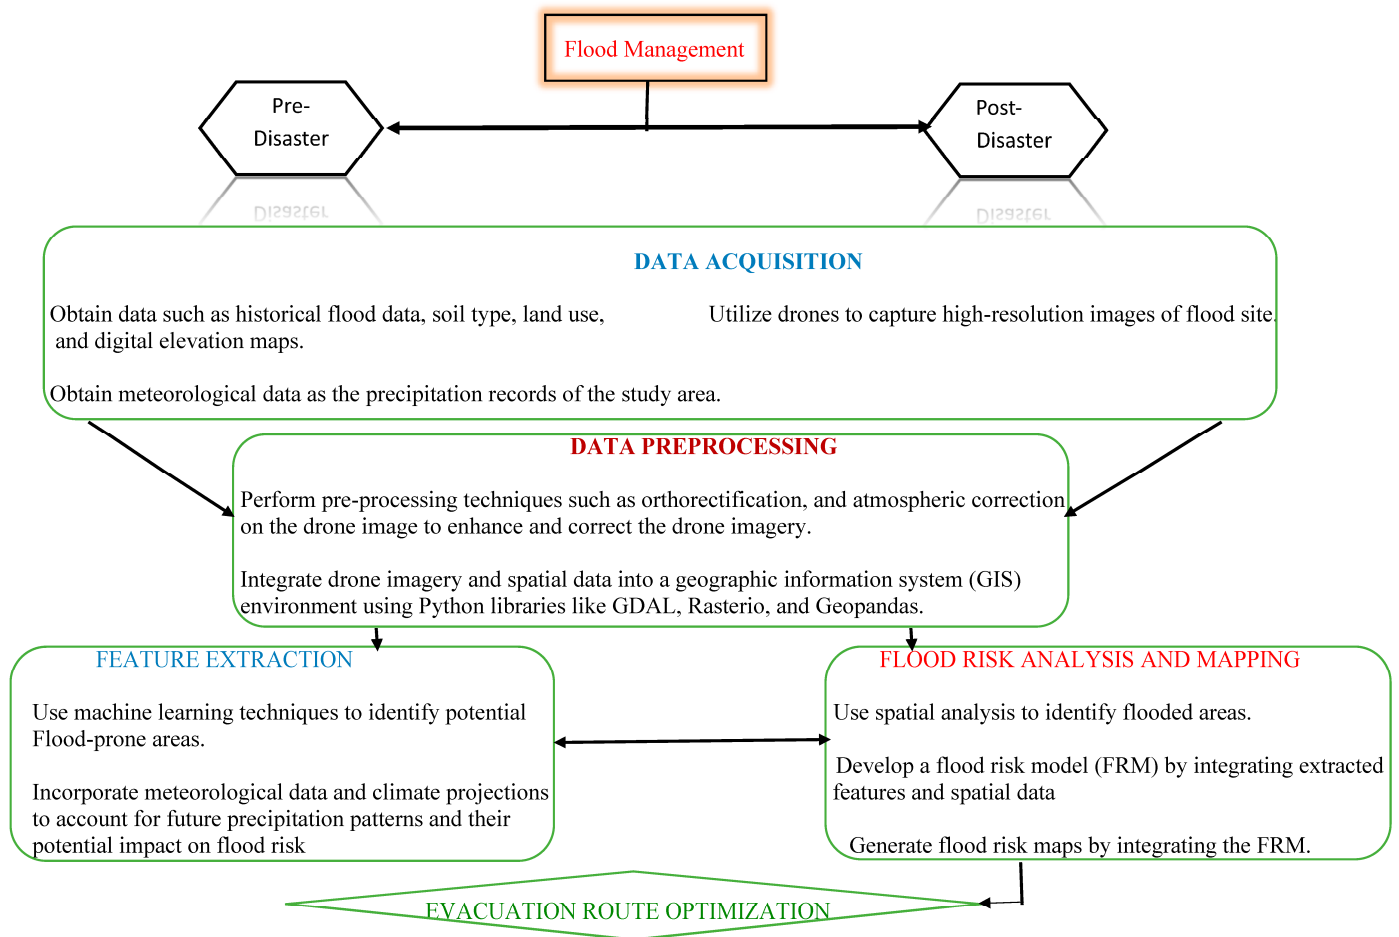 Flood Management
Pre-
Disaster
Post-
Disaster
DATA ACQUISITION
Obtain data such as historical flood data, soil type, land use,
and digital elevation maps.
Utilize drones to capture high-resolution images of flood site.
Obtain meteorological data as the precipitation records of the study area.
DATA PREPROCESSING
Perform pre-processing techniques such as orthorectification, and atmospheric correction
on the drone image to enhance and correct the drone imagery.
Integrate drone imagery and spatial data into a geographic information system (GIS)
environment using Python libraries like GDAL, Rasterio, and Geopandas.
FEATURE EXTRACTION
Use machine learning techniques to identify potential
Flood-prone areas.
Incorporate meteorological data and climate projections
to account for future precipitation patterns and their
potential impact on flood risk
FLOOD RISK ANALYSIS AND MAPPING
Use spatial analysis to identify flooded areas.
Develop a flood risk model (FRM) by integrating extracted
features and spatial data
Generate flood risk maps by integrating the FRM.
EVACUATION ROUTE OPTIMIZATION